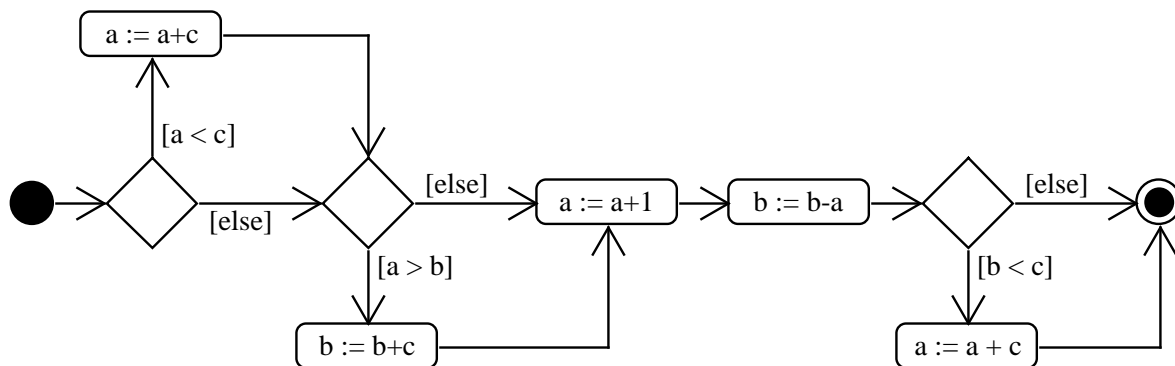 a := a+c
[a < c]
[else]
[else]
a := a+1
b := b-a
[else]
[a > b]
[b < c]
b := b+c
a := a + c